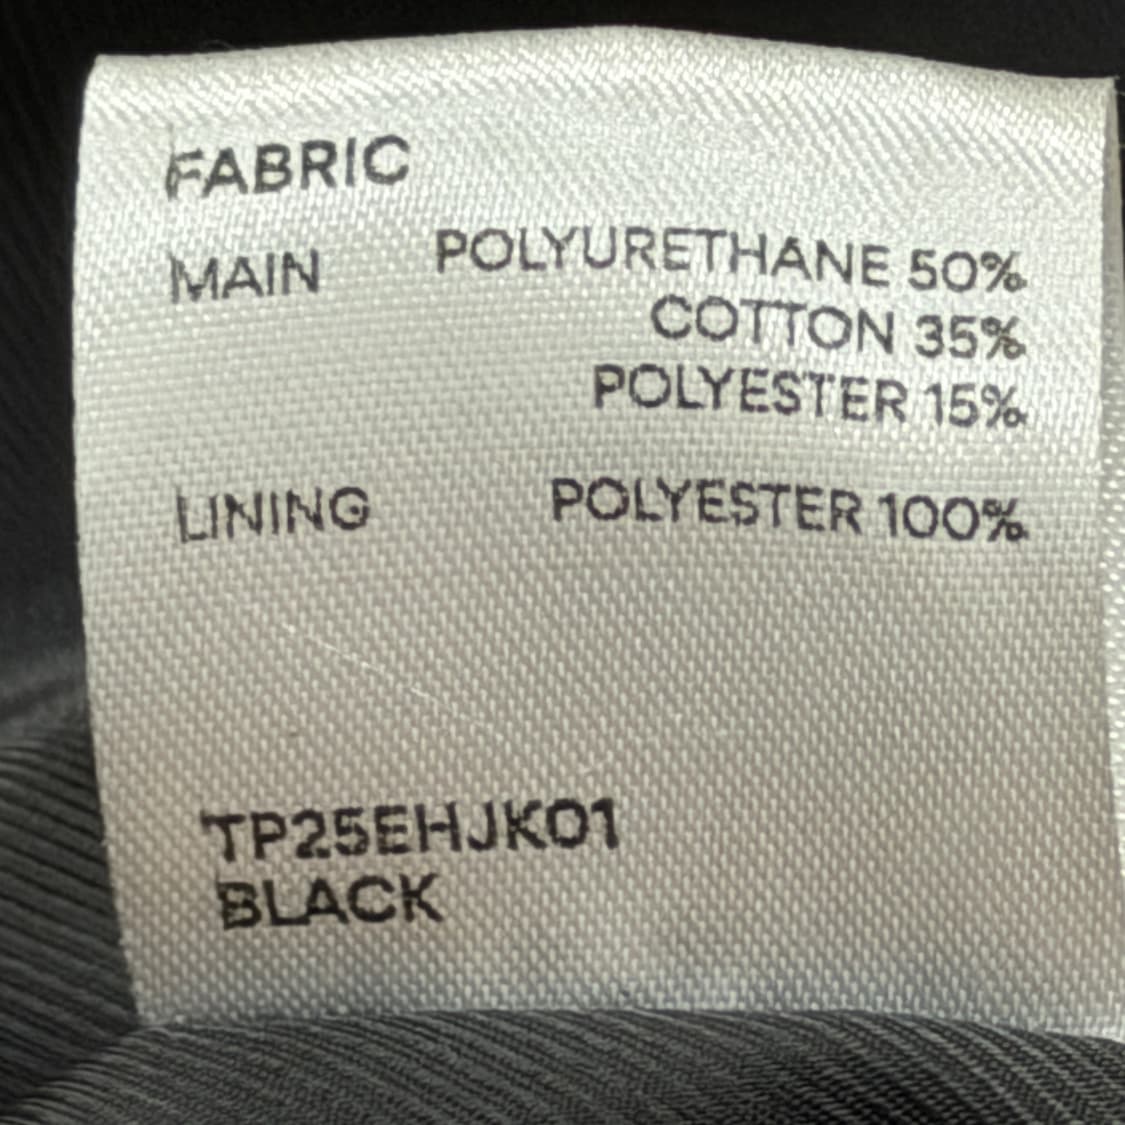 FABRIC
MAIN POLYURETHANE 50%
COTTON 35%
POLYESTER 15%
LINING POLYESTER 100%
TP25EHJK01
BLACK